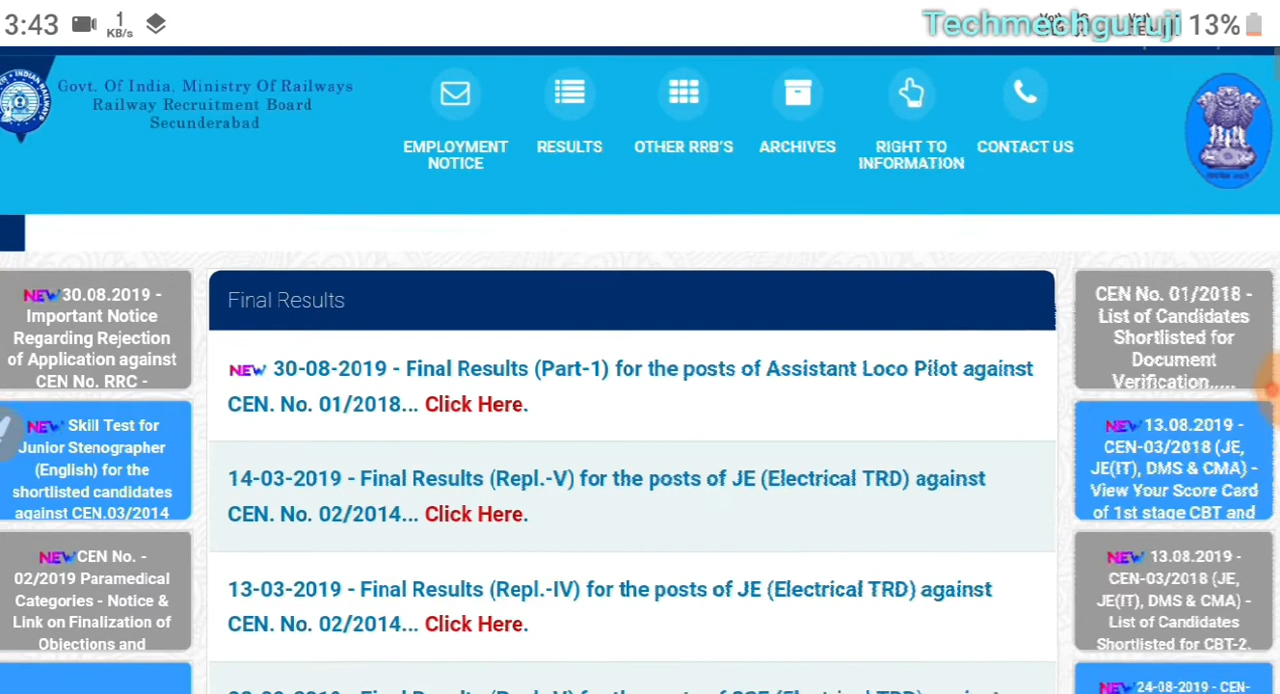 3:43
1
KB/s
Techmechguruji
13%
Govt. Of India, Ministry Of Railways
Railway Recruitment Board
Secunderabad
EMPLOYMENT
NOTICE
RESULTS
OTHER RRB'S
ARCHIVES
RIGHT TO
INFORMATION
CONTACT US
NEW 30.08.2019 -
Important Notice
Regarding Rejection
of Application against
CEN No. RRC -
NEW Skill Test for
Junior Stenographer
(English) for the
shortlisted candidates
against CEN.03/2014
NEW CEN No. -
02/2019 Paramedical
Categories - Notice &
Link on Finalization of
Objections and
Final Results
NEW 30-08-2019 - Final Results (Part-1) for the posts of Assistant Loco Pilot against
CEN. No. 01/2018... Click Here.
14-03-2019 - Final Results (Repl.-V) for the posts of JE (Electrical TRD) against
CEN. No. 02/2014... Click Here.
13-03-2019 - Final Results (Repl.-IV) for the posts of JE (Electrical TRD) against
CEN. No. 02/2014... Click Here.
CEN No. 01/2018 -
List of Candidates
Shortlisted for
Document
Verification.....
NEW 13.08.2019 -
CEN-03/2018 (JE,
JE(IT), DMS & CMA) -
View Your Score Card
of 1st stage CBT and
NEW 13.08.2019 -
CEN-03/2018 (JE,
JE(IT), DMS & CMA) -
List of Candidates
Shortlisted for CBT-2.
NEW 24-08-2019 - CEN-